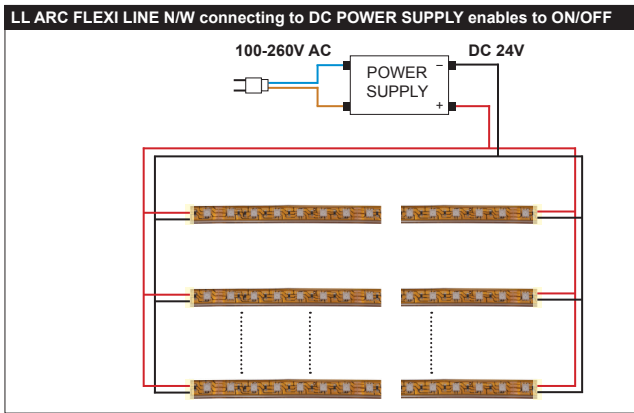 LL ARC FLEXI LINE N/W connecting to DC POWER SUPPLY enables to ON/OFF
100-260V AC
DC 24V
POWER
SUPPLY
−
+